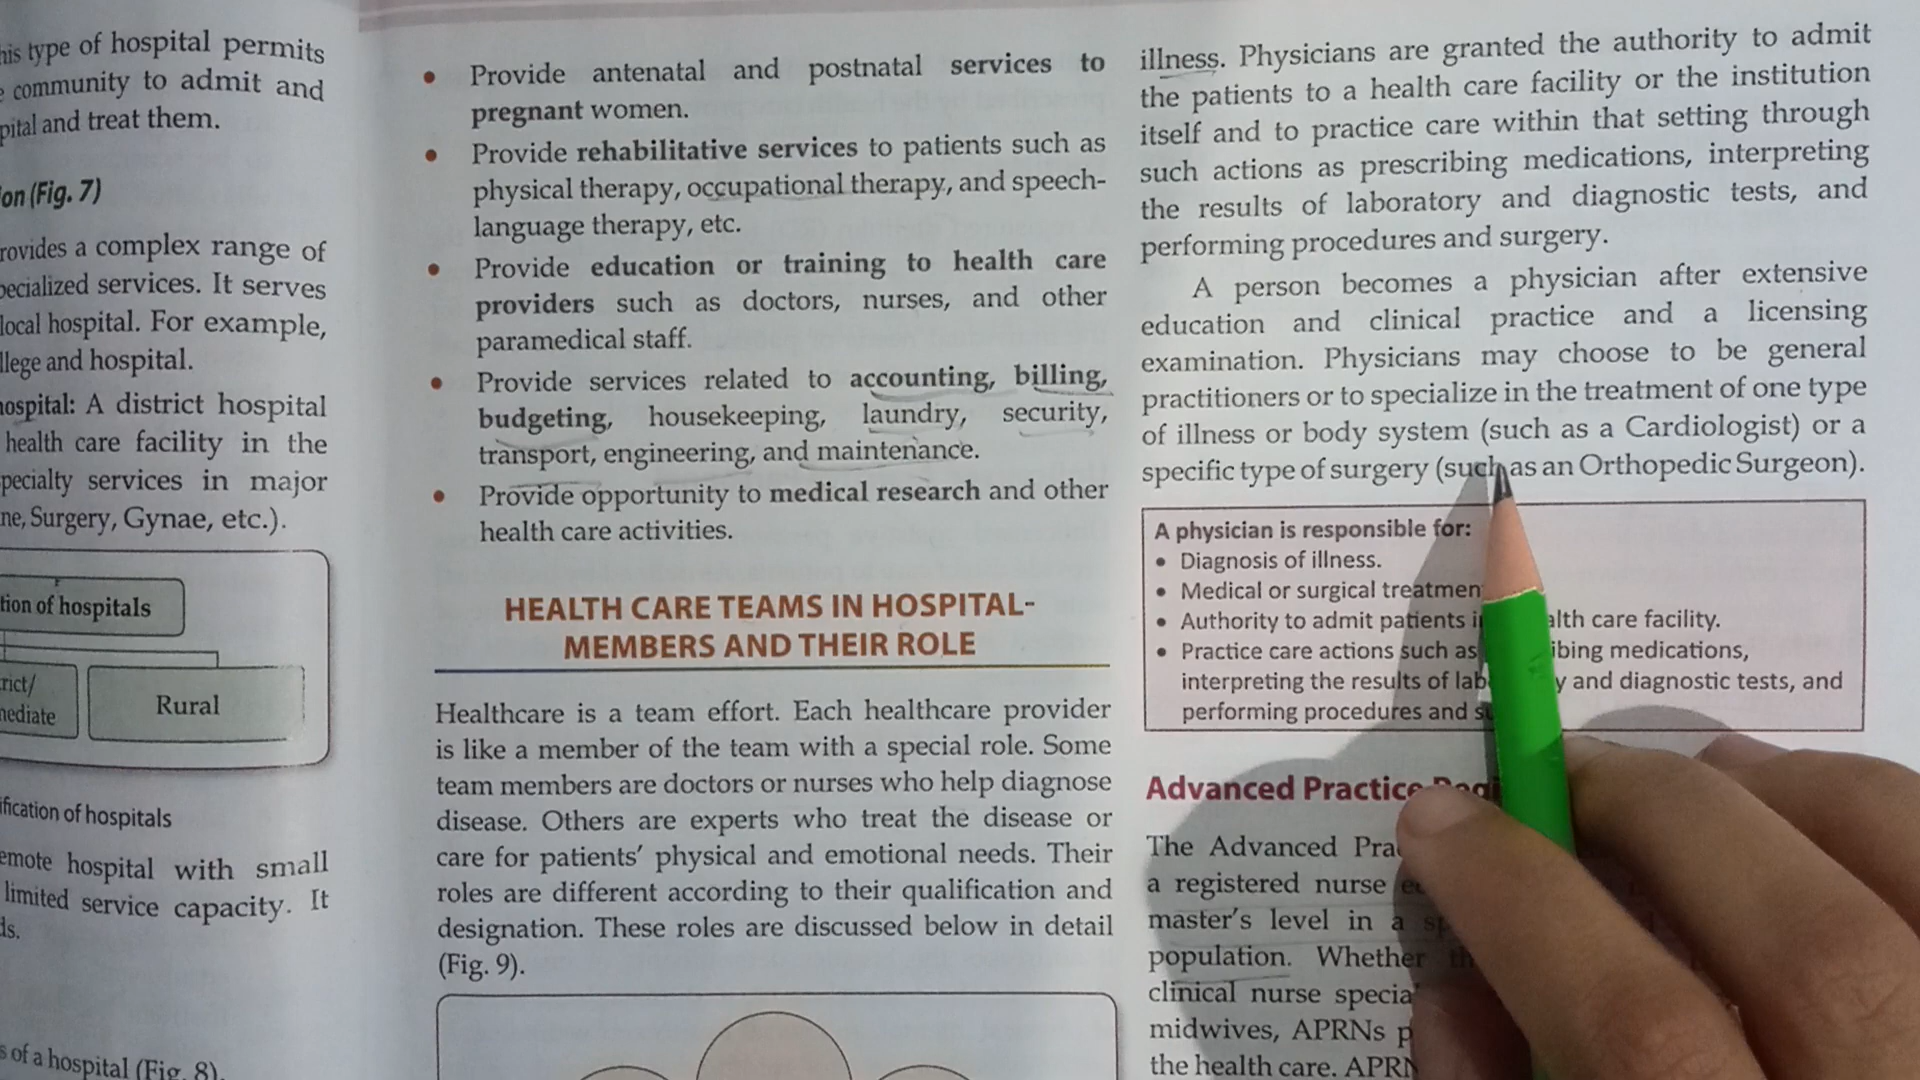 his type of hospital permits
community to admit and
pital and treat them.
on (Fig. 7)
rovides a complex range of
pecialized services. It serves
local hospital. For example,
llege and hospital.
hospital: A district hospital
health care facility in the
pecialty services in major
ne, Surgery, Gynae, etc.).
tion of hospitals
rict/
mediate
Rural
ification of hospitals
emote hospital with small
limited service capacity. It
ds.
s of a hospital (Fig. 8).
• Provide antenatal and postnatal services to
pregnant women.
• Provide rehabilitative services to patients such as
physical therapy, occupational therapy, and speech-
language therapy, etc.
• Provide education or training to health care
providers such as doctors, nurses, and other
paramedical staff.
• Provide services related to accounting, billing,
budgeting, housekeeping, laundry, security,
transport, engineering, and maintenance.
• Provide opportunity to medical research and other
health care activities.
HEALTH CARE TEAMS IN HOSPITAL-
MEMBERS AND THEIR ROLE
Healthcare is a team effort. Each healthcare provider
is like a member of the team with a special role. Some
team members are doctors or nurses who help diagnose
disease. Others are experts who treat the disease or
care for patients' physical and emotional needs. Their
roles are different according to their qualification and
designation. These roles are discussed below in detail
(Fig. 9).
illness. Physicians are granted the authority to admit
the patients to a health care facility or the institution
itself and to practice care within that setting through
such actions as prescribing medications, interpreting
the results of laboratory and diagnostic tests, and
performing procedures and surgery.
A person becomes a physician after extensive
education and clinical practice and a licensing
examination. Physicians may choose to be general
practitioners or to specialize in the treatment of one type
of illness or body system (such as a Cardiologist) or a
specific type of surgery (such as an Orthopedic Surgeon).
A physician is responsible for:
• Diagnosis of illness.
• Medical or surgical treatmen
• Authority to admit patients i alth care facility.
• Practice care actions such as ibing medications,
interpreting the results of lab y and diagnostic tests, and
performing procedures and s
Advanced Practice
The Advanced Pra
a registered nurse
master's level in a sp
population. Whether
clinical nurse specia
midwives, APRNs p
the health care. APRN